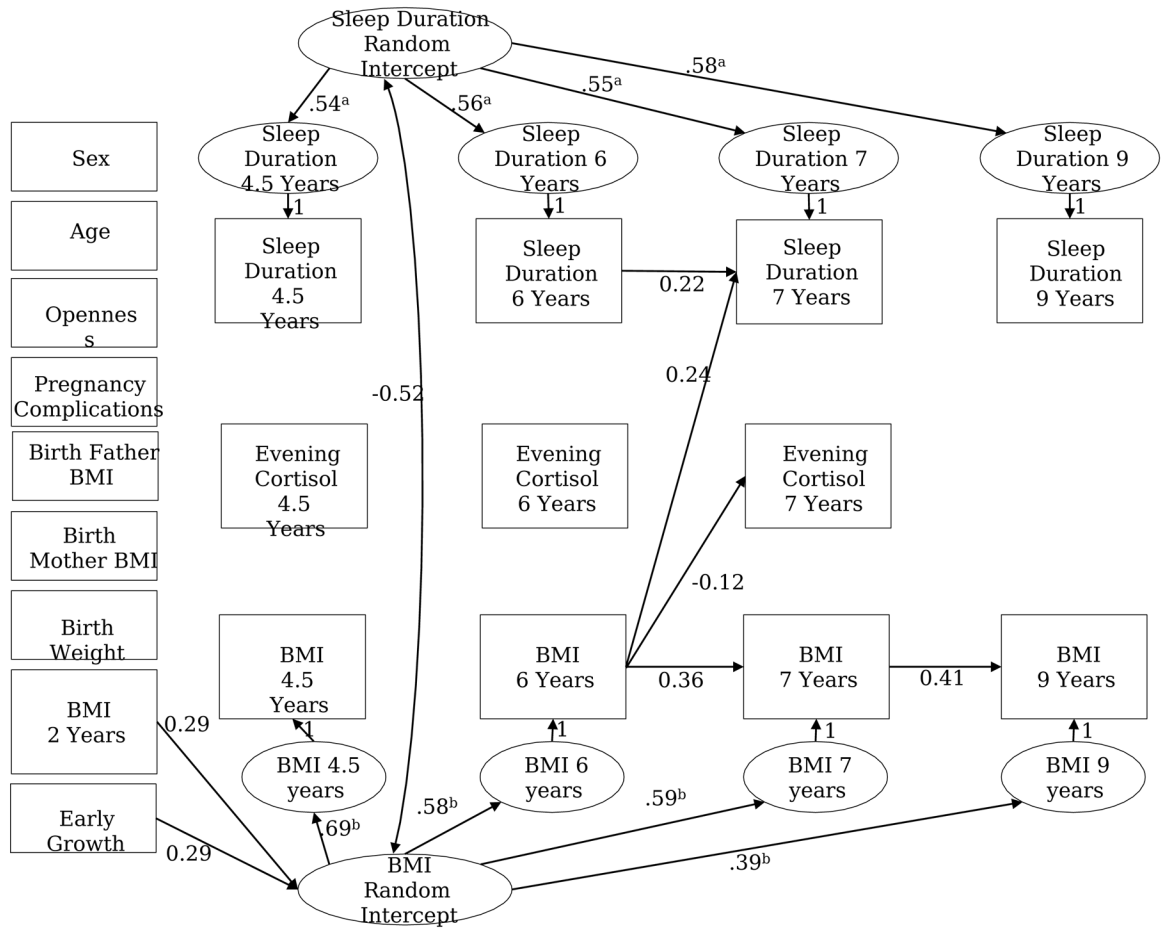 Sleep Duration
Random
Intercept
.54ᵃ
.56ᵃ
.55ᵃ
.58ᵃ
Sex
Sleep
Duration
4.5 Years
Sleep
Duration 6
Years
Sleep
Duration 7
Years
Sleep
Duration 9
Years
1
1
1
1
Age
Sleep
Duration
4.5
Years
Sleep
Duration
6 Years
0.22
Sleep
Duration
7 Years
Sleep
Duration
9 Years
Opennes
s
Pregnancy
Complications
-0.52
0.24
Birth Father
BMI
Evening
Cortisol
4.5
Years
Evening
Cortisol
6 Years
Evening
Cortisol
7 Years
Birth
Mother BMI
-0.12
Birth
Weight
BMI
4.5
Years
BMI
6 Years
0.36
BMI
7 Years
0.41
BMI
9 Years
BMI
2 Years
0.29
1
1
1
1
BMI 4.5
years
BMI 6
years
BMI 7
years
BMI 9
years
Early
Growth
0.29
.69ᵇ
.58ᵇ
.59ᵇ
.39ᵇ
BMI
Random
Intercept